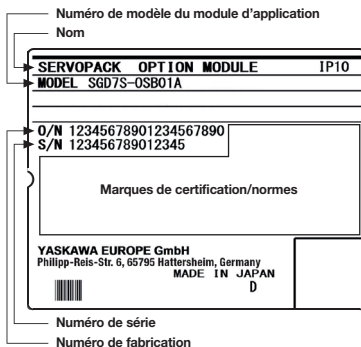 Numéro de modèle du module d'application
Nom
SERVOPACK OPTION MODULE IP10
MODEL SGD7S-OSB01A
O/N 12345678901234567890
S/N 123456789012345
Marques de certification/normes
YASKAWA EUROPE GmbH
Philipp-Reis-Str. 6, 65795 Hattersheim, Germany
MADE IN JAPAN
D
Numéro de série
Numéro de fabrication